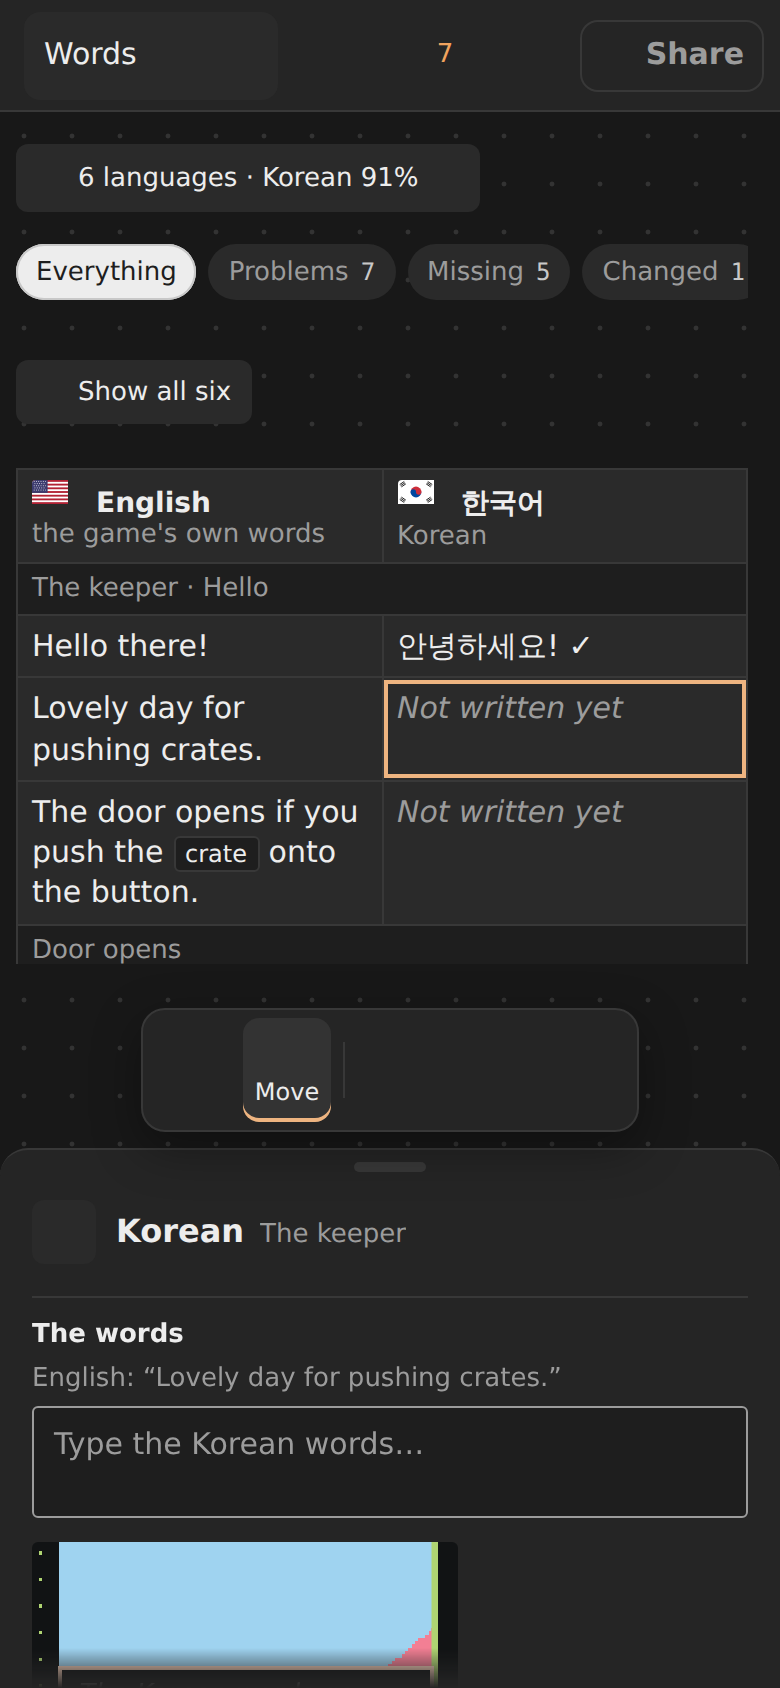 Words
7
Share
6 languages · Korean 91%
Everything
Problems 7
Missing 5
Changed 1
Show all six
English
the game's own words
한국어
Korean
The keeper · Hello
Hello there!
안녕하세요! ✓
Lovely day for
pushing crates.
Not written yet
The door opens if you
push the crate onto
the button.
Not written yet
Door opens
Move
Korean The keeper
The words
English: “Lovely day for pushing crates.”
Type the Korean words…